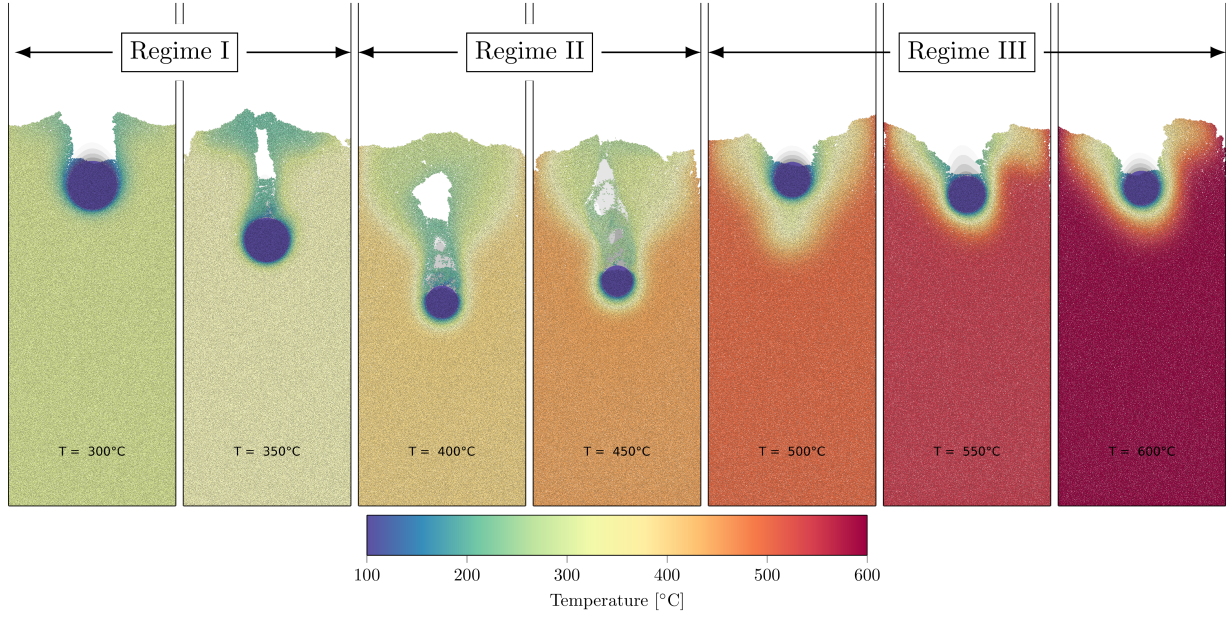 Regime I
Regime II
Regime III
T = 300°C
T = 350°C
T = 400°C
T = 450°C
T = 500°C
T = 550°C
T = 600°C
100 200 300 400 500 600
Temperature [°C]